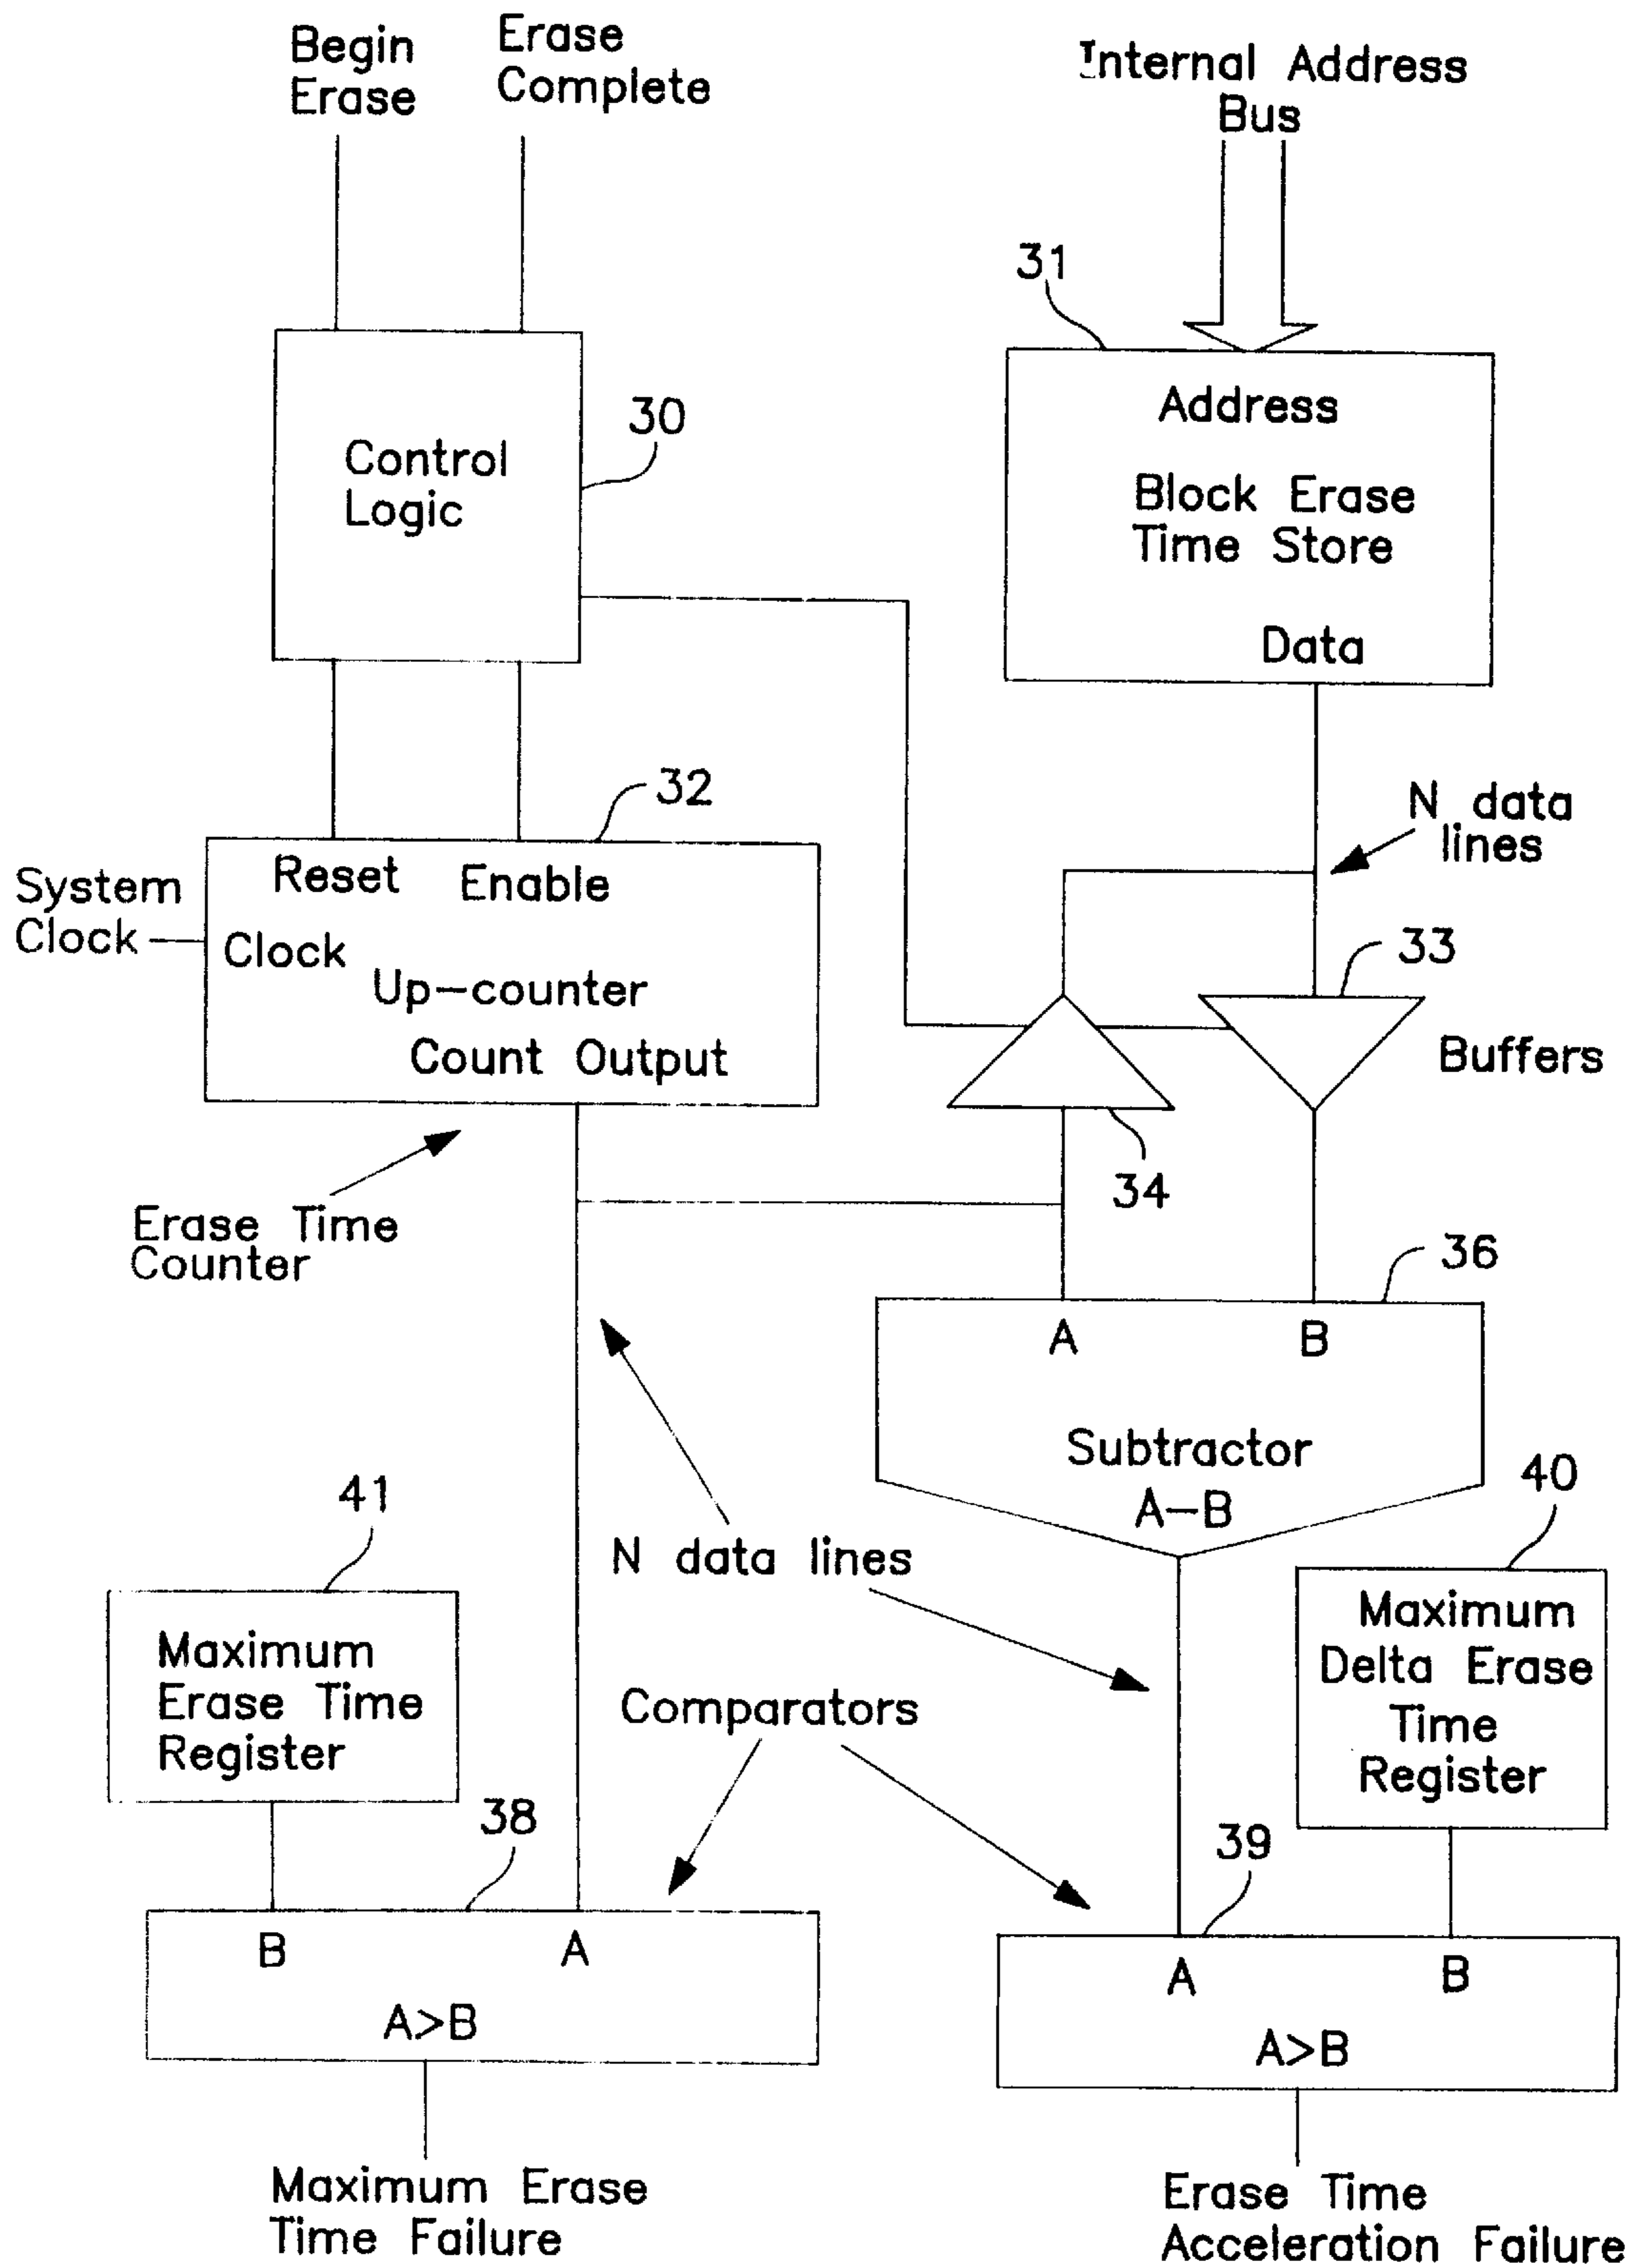 Begin
Erase
Erase
Complete
Internal Address
Bus
31
30
Control
Logic
Address
Block Erase
Time Store
Data
32
N data
lines
System
Clock
Reset
Enable
Clock
Up-counter
Count Output
33
Buffers
34
Erase Time
Counter
36
A
B
Subtractor
A-B
41
40
N data lines
Maximum
Erase Time
Register
Maximum
Delta Erase
Time
Register
Comparators
38
39
B
A
A>B
A
B
A>B
Maximum Erase
Time Failure
Erase Time
Acceleration Failure